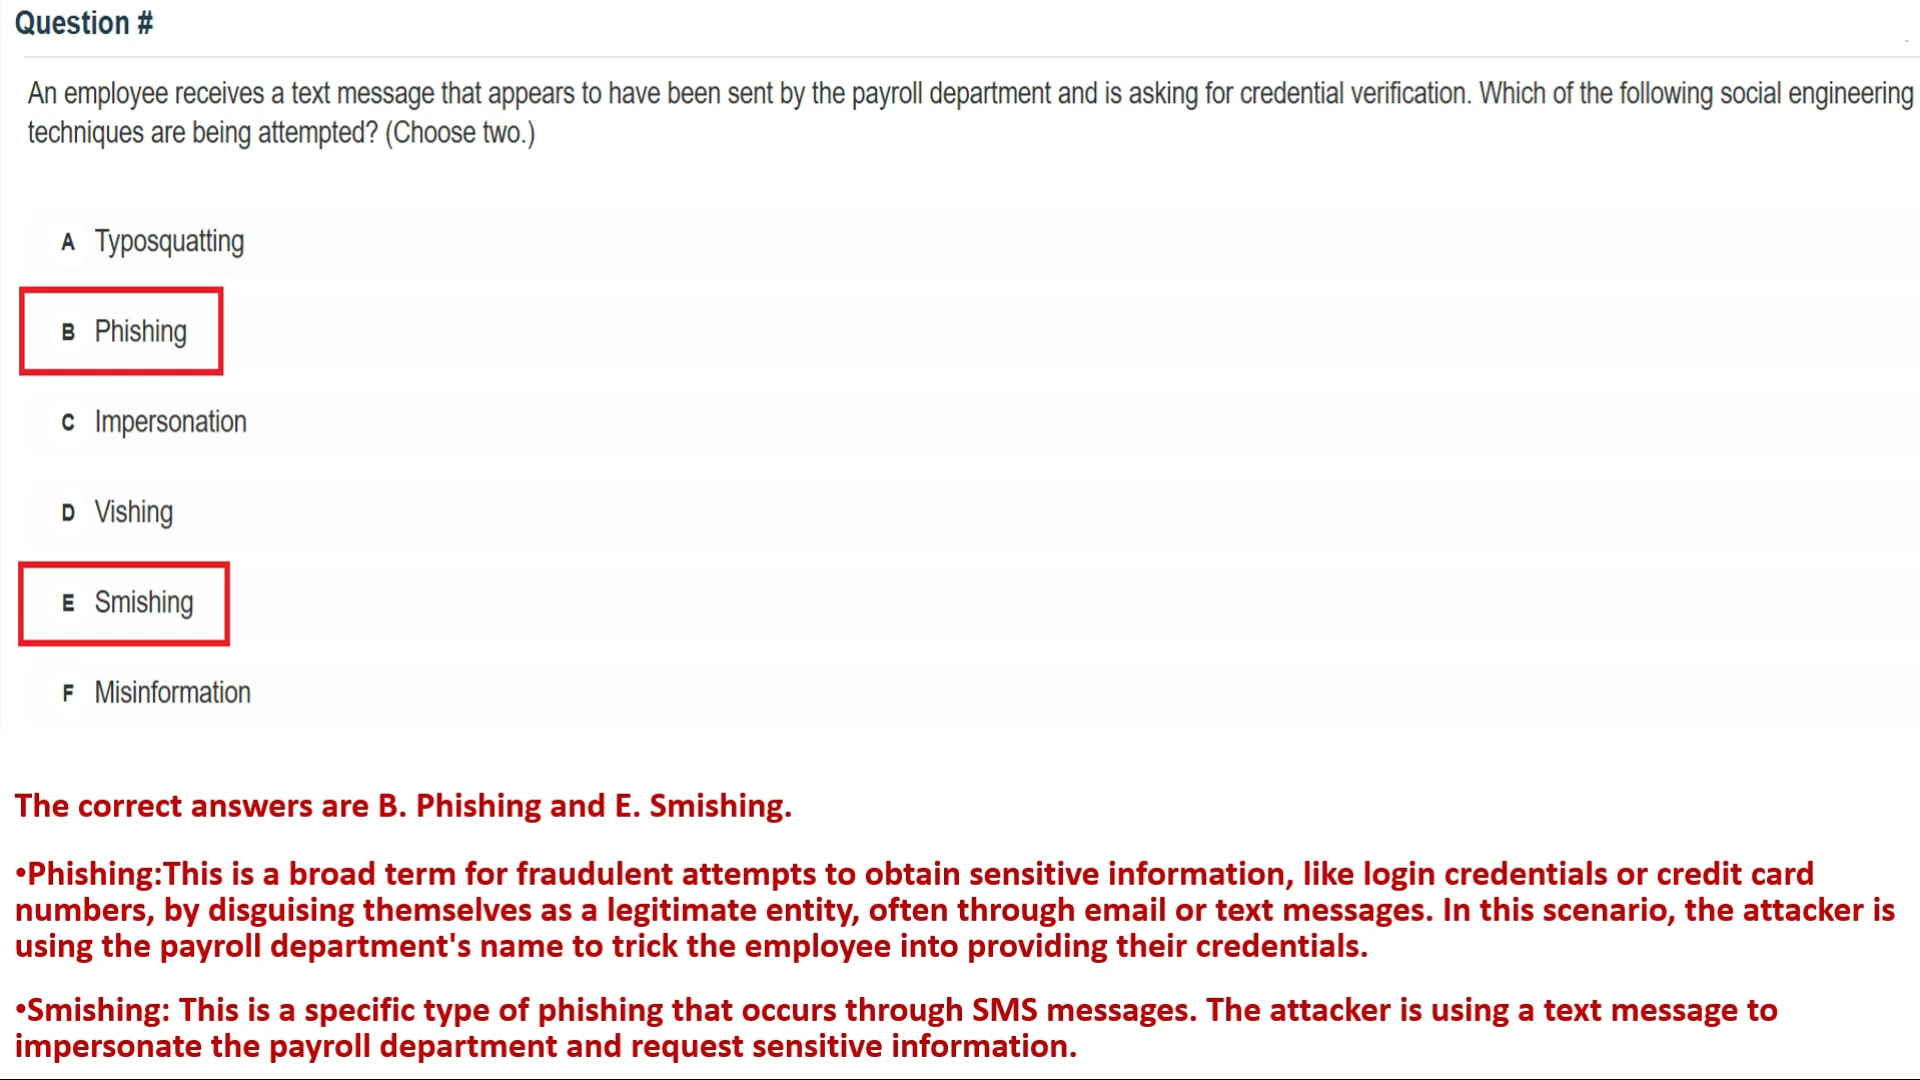 Question #
An employee receives a text message that appears to have been sent by the payroll department and is asking for credential verification. Which of the following social engineering
techniques are being attempted? (Choose two.)
A Typosquatting
B Phishing
C Impersonation
D Vishing
E Smishing
F Misinformation
The correct answers are B. Phishing and E. Smishing.
•Phishing:This is a broad term for fraudulent attempts to obtain sensitive information, like login credentials or credit card
numbers, by disguising themselves as a legitimate entity, often through email or text messages. In this scenario, the attacker is
using the payroll department's name to trick the employee into providing their credentials.
•Smishing: This is a specific type of phishing that occurs through SMS messages. The attacker is using a text message to
impersonate the payroll department and request sensitive information.